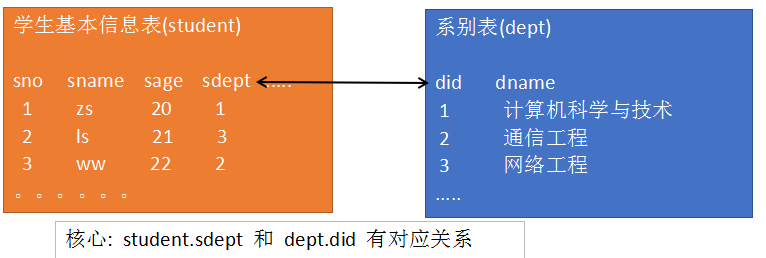 学生基本信息表(student)
sno sname sage sdept .....
1 zs 20 1
2 ls 21 3
3 ww 22 2
。。。。。。
系别表(dept)
did dname
1 计算机科学与技术
2 通信工程
3 网络工程
.....
核心: student.sdept 和 dept.did 有对应关系